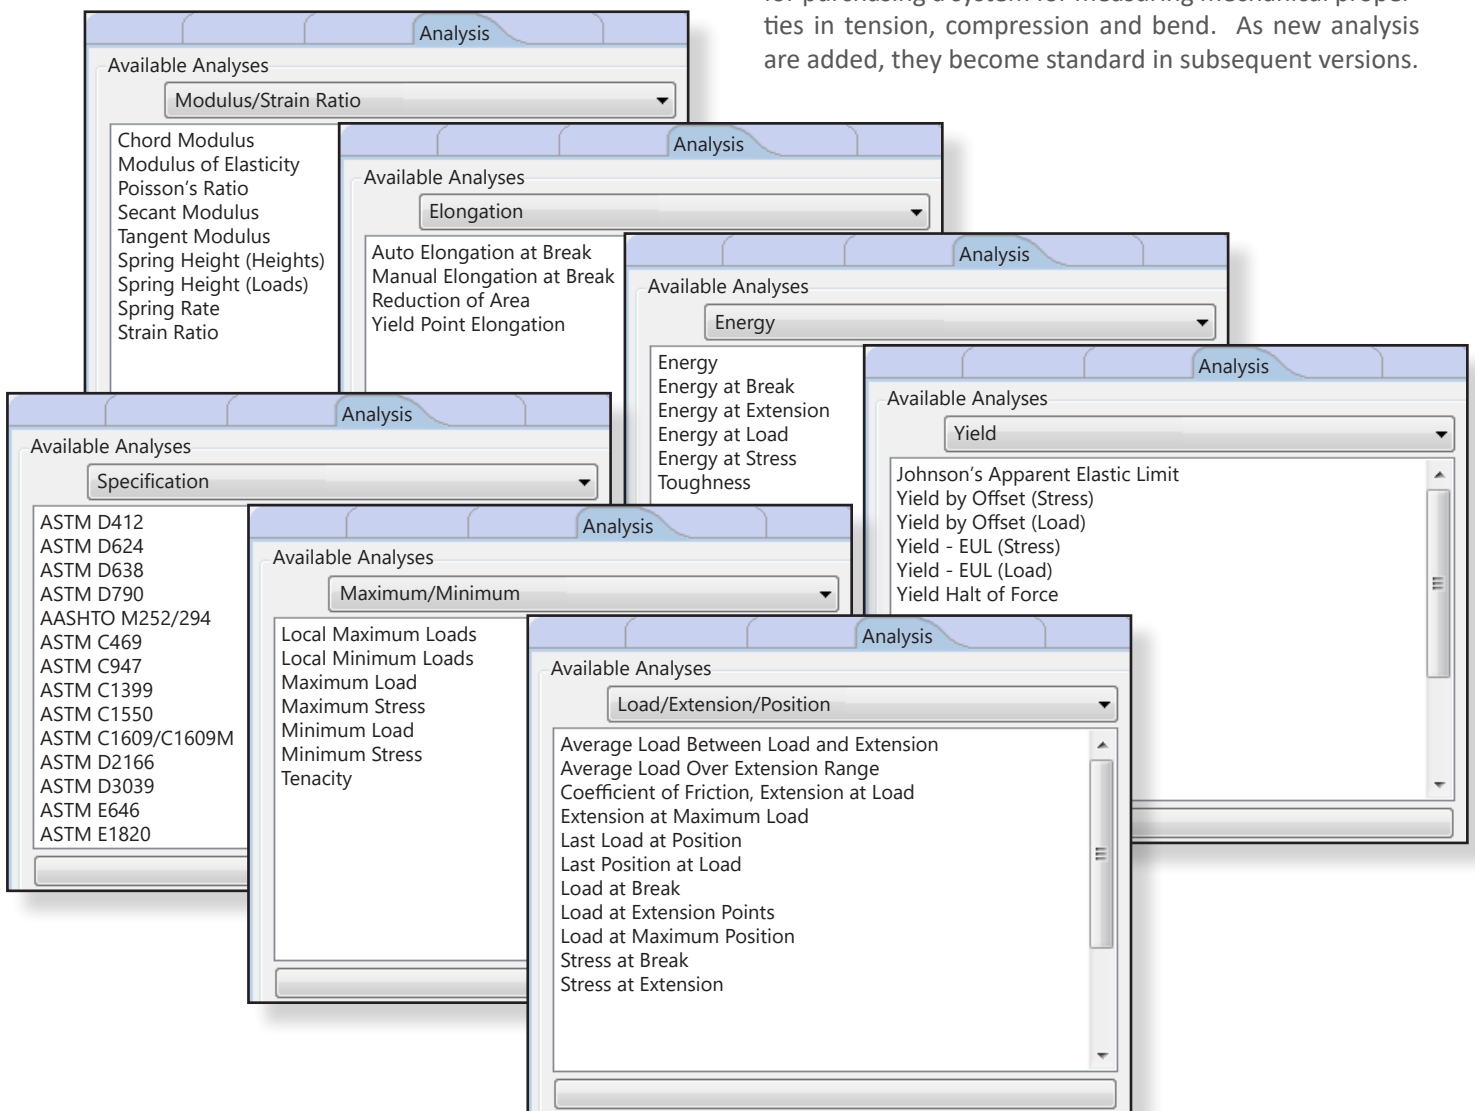 for purchasing a system for measuring mechanical proper-
ties in tension, compression and bend. As new analysis
are added, they become standard in subsequent versions.
Analysis
Available Analyses
Modulus/Strain Ratio
Chord Modulus
Modulus of Elasticity
Poisson's Ratio
Secant Modulus
Tangent Modulus
Spring Height (Heights)
Spring Height (Loads)
Spring Rate
Strain Ratio
Analysis
Available Analyses
Elongation
Auto Elongation at Break
Manual Elongation at Break
Reduction of Area
Yield Point Elongation
Analysis
Available Analyses
Energy
Energy
Energy at Break
Energy at Extension
Energy at Load
Energy at Stress
Toughness
Analysis
Available Analyses
Yield
Johnson's Apparent Elastic Limit
Yield by Offset (Stress)
Yield by Offset (Load)
Yield - EUL (Stress)
Yield - EUL (Load)
Yield Halt of Force
Analysis
Available Analyses
Specification
ASTM D412
ASTM D624
ASTM D638
ASTM D790
AASHTO M252/294
ASTM C469
ASTM C947
ASTM C1399
ASTM C1550
ASTM C1609/C1609M
ASTM D2166
ASTM D3039
ASTM E646
ASTM E1820
Analysis
Available Analyses
Maximum/Minimum
Local Maximum Loads
Local Minimum Loads
Maximum Load
Maximum Stress
Minimum Load
Minimum Stress
Tenacity
Analysis
Available Analyses
Load/Extension/Position
Average Load Between Load and Extension
Average Load Over Extension Range
Coefficient of Friction, Extension at Load
Extension at Maximum Load
Last Load at Position
Last Position at Load
Load at Break
Load at Extension Points
Load at Maximum Position
Stress at Break
Stress at Extension